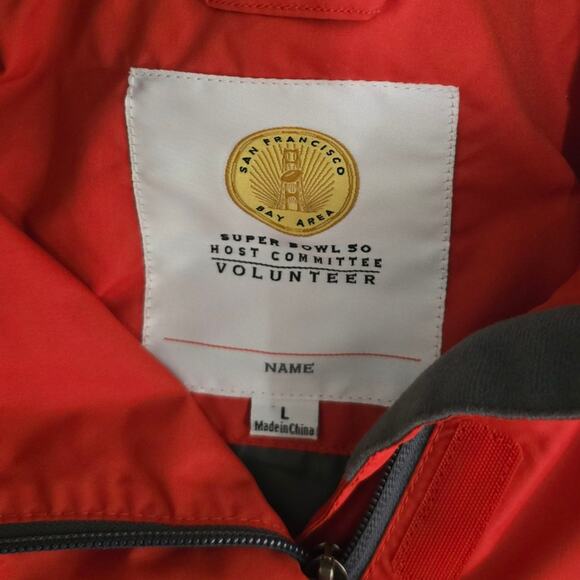 SAN FRANCISCO
BAY AREA
SUPER BOWL 50
HOST COMMITTEE
VOLUNTEER
NAME
L
Made in China